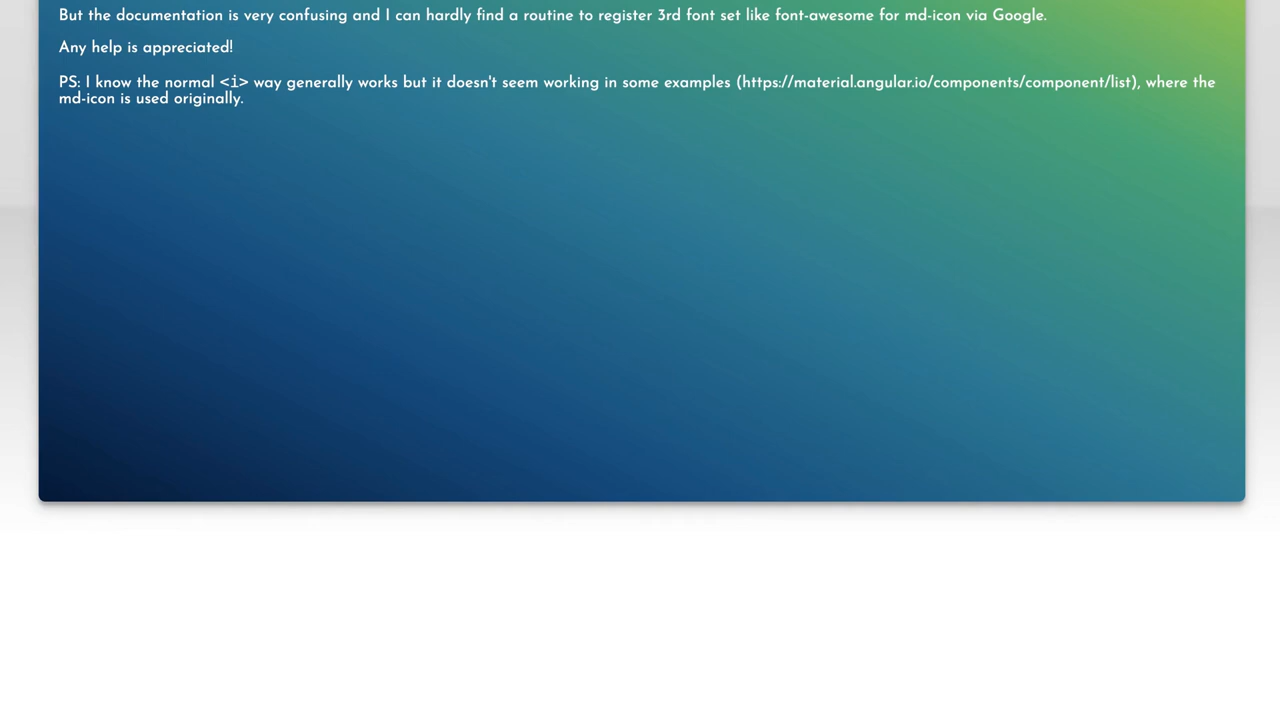 But the documentation is very confusing and I can hardly find a routine to register 3rd font set like font-awesome for md-icon via Google.
Any help is appreciated!
PS: I know the normal <i> way generally works but it doesn't seem working in some examples (https://material.angular.io/components/component/list), where the
md-icon is used originally.